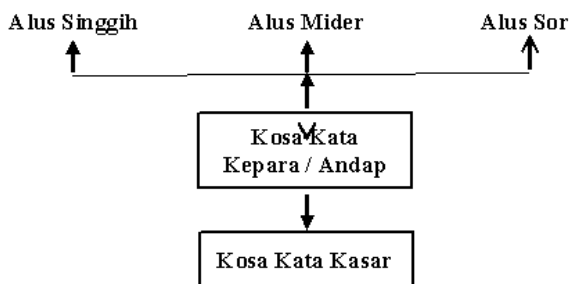 Alus Singgih Alus Mider Alus Sor
Kosa Kata
Kepara / Andap
Kosa Kata Kasar